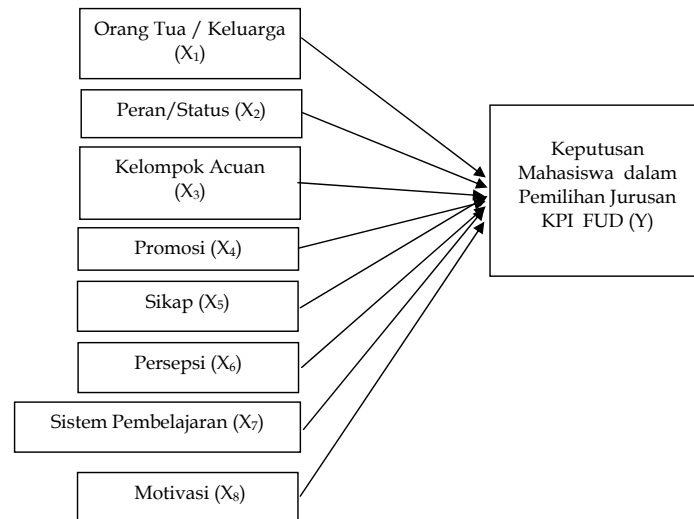 Orang Tua / Keluarga
(X₁)
Peran/Status (X₂)
Kelompok Acuan
(X₃)
Promosi (X₄)
Sikap (X₅)
Persepsi (X₆)
Sistem Pembelajaran (X₇)
Motivasi (X₈)
Keputusan
Mahasiswa dalam
Pemilihan Jurusan
KPI FUD (Y)